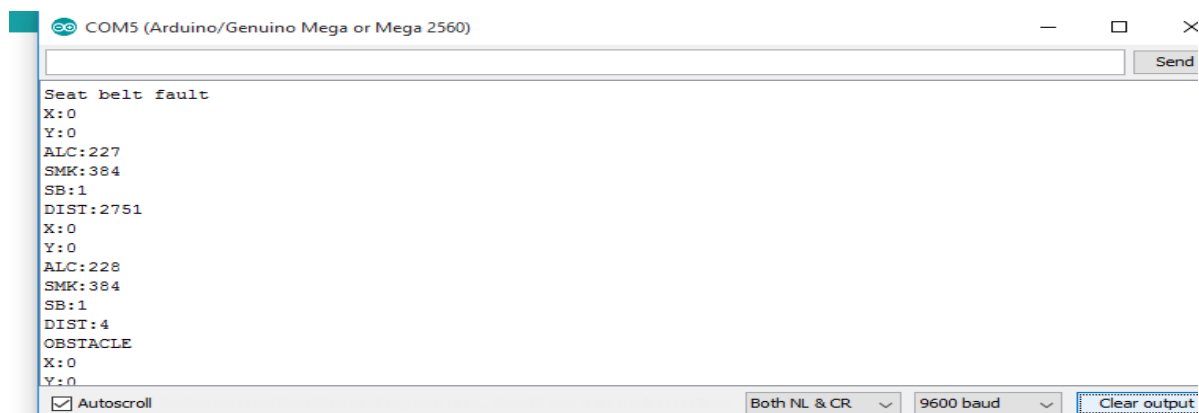 COM5 (Arduino/Genuino Mega or Mega 2560)
Send
Seat belt fault
X:0
Y:0
ALC:227
SMK:384
SB:1
DIST:2751
X:0
Y:0
ALC:228
SMK:384
SB:1
DIST:4
OBSTACLE
X:0
Y:0
Autoscroll
Both NL & CR
9600 baud
Clear output